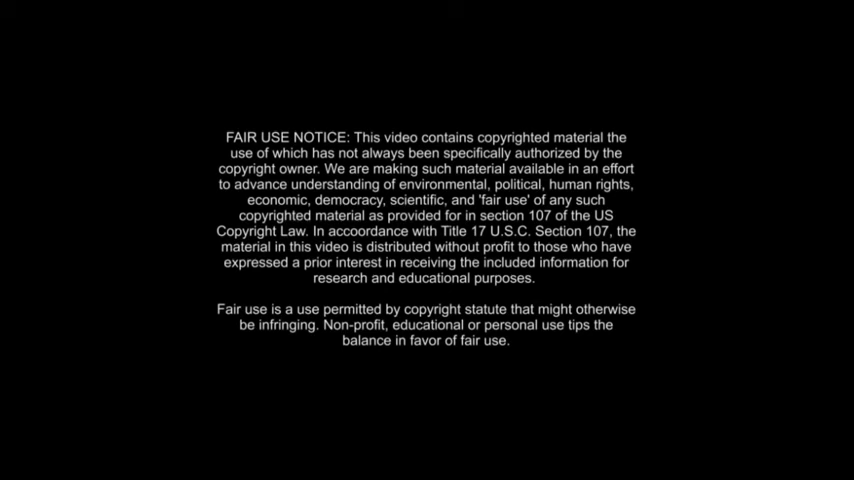 FAIR USE NOTICE: This video contains copyrighted material the
use of which has not always been specifically authorized by the
copyright owner. We are making such material available in an effort
to advance understanding of environmental, political, human rights,
economic, democracy, scientific, and 'fair use' of any such
copyrighted material as provided for in section 107 of the US
Copyright Law. In accoordance with Title 17 U.S.C. Section 107, the
material in this video is distributed without profit to those who have
expressed a prior interest in receiving the included information for
research and educational purposes.
Fair use is a use permitted by copyright statute that might otherwise
be infringing. Non-profit, educational or personal use tips the
balance in favor of fair use.